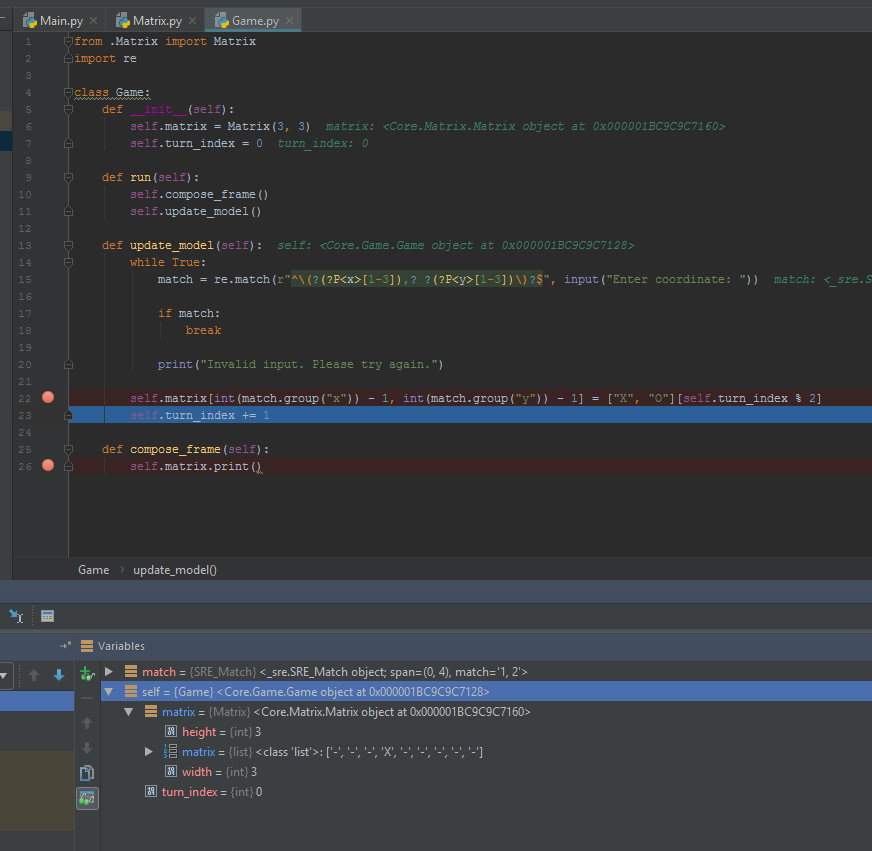 Main.py Matrix.py Game.py
1 from .Matrix import Matrix
2 import re
3
4 class Game:
5 def __init__(self):
6 self.matrix = Matrix(3, 3) matrix: <Core.Matrix.Matrix object at 0x000001BC9C9C7160>
7 self.turn_index = 0 turn_index: 0
8
9 def run(self):
10 self.compose_frame()
11 self.update_model()
12
13 def update_model(self): self: <Core.Game.Game object at 0x000001BC9C9C7128>
14 while True:
15 match = re.match(r"^\(?(?P<x>[1-3]),? ?(?P<y>[1-3])\)?$", input("Enter coordinate: ")) match: <_sre.S
16
17 if match:
18 break
19
20 print("Invalid input. Please try again.")
21
22 self.matrix[int(match.group("x")) - 1, int(match.group("y")) - 1] = ["X", "O"][self.turn_index % 2]
23 self.turn_index += 1
24
25 def compose_frame(self):
26 self.matrix.print()
Game › update_model()
Variables
match = {SRE_Match} <_sre.SRE_Match object; span=(0, 4), match='1, 2'>
self = {Game} <Core.Game.Game object at 0x000001BC9C9C7128>
matrix = {Matrix} <Core.Matrix.Matrix object at 0x000001BC9C9C7160>
height = {int} 3
matrix = {list} <class 'list'>: ['-', '-', '-', 'X', '-', '-', '-', '-', '-']
width = {int} 3
turn_index = {int} 0